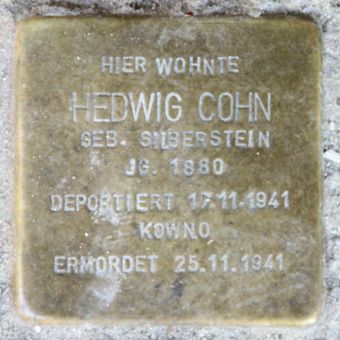 HIER WOHNTE
HEDWIG COHN
GEB. SILBERSTEIN
JG. 1880
DEPORTIERT 17.11.1941
KOWNO
ERMORDET 25.11.1941